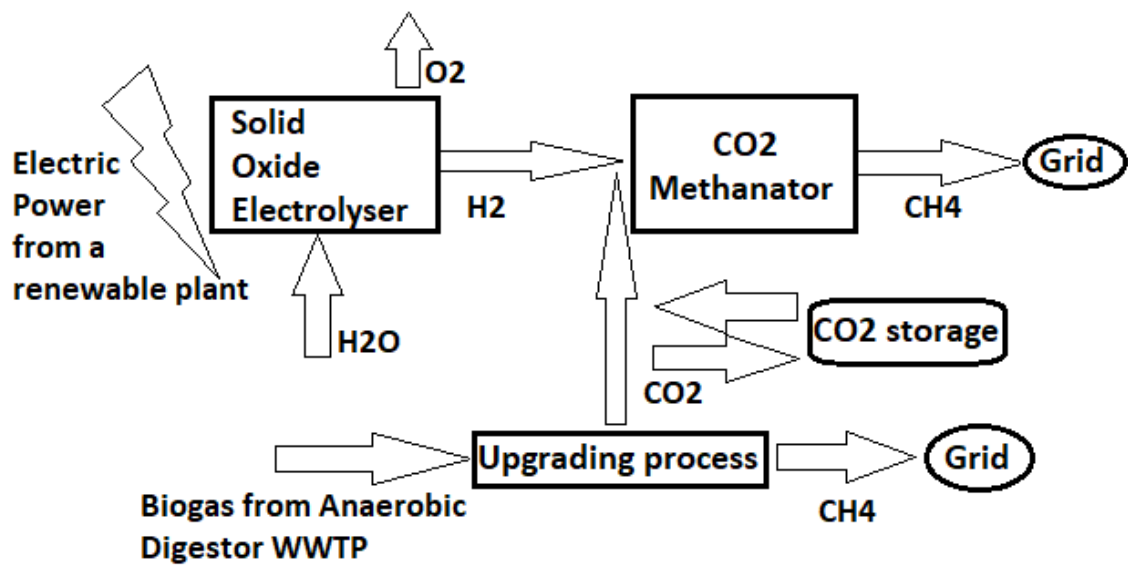 O2
Solid
Oxide
Electrolyser
Electric
Power
from a
renewable plant
H2
CO2
Methanator
CH4
Grid
H2O
CO2 storage
CO2
Upgrading process
Grid
CH4
Biogas from Anaerobic
Digestor WWTP